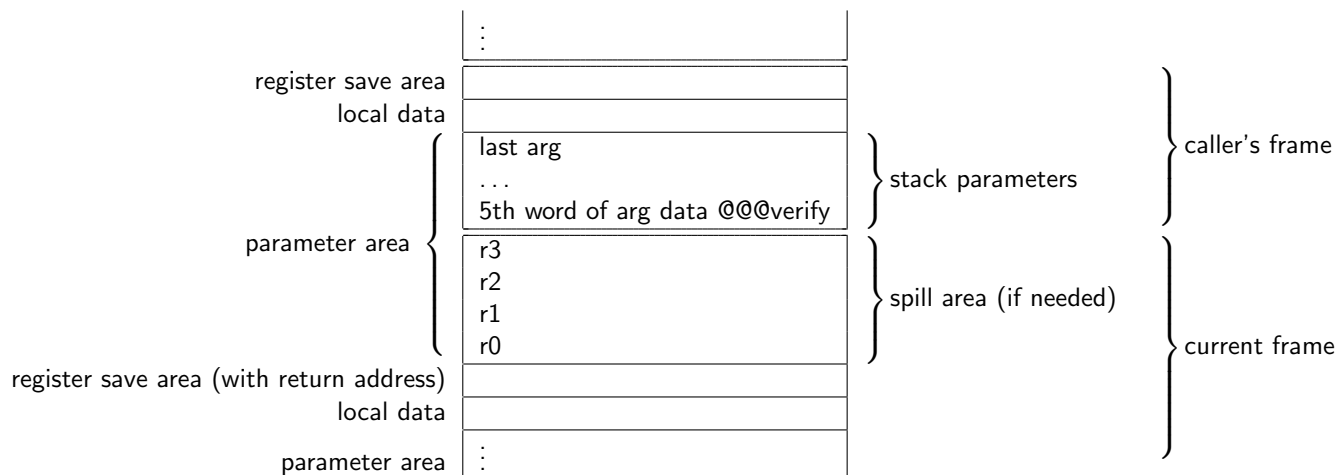 ⋮
register save area
local data
last arg
caller's frame
...
stack parameters
5th word of arg data @@@verify
parameter area
r3
r2
spill area (if needed)
r1
r0
current frame
register save area (with return address)
local data
parameter area
⋮